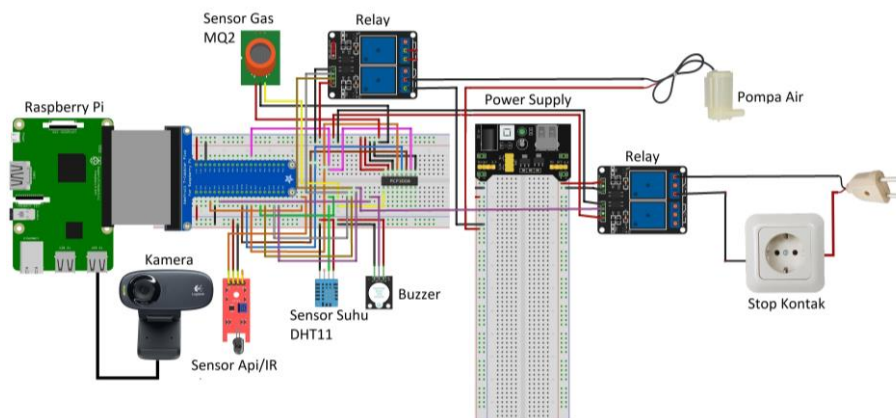 Sensor Gas
MQ2
Relay
Raspberry Pi
Power Supply
Pompa Air
Relay
Kamera
Buzzer
Sensor Suhu
DHT11
Stop Kontak
Sensor Api/IR